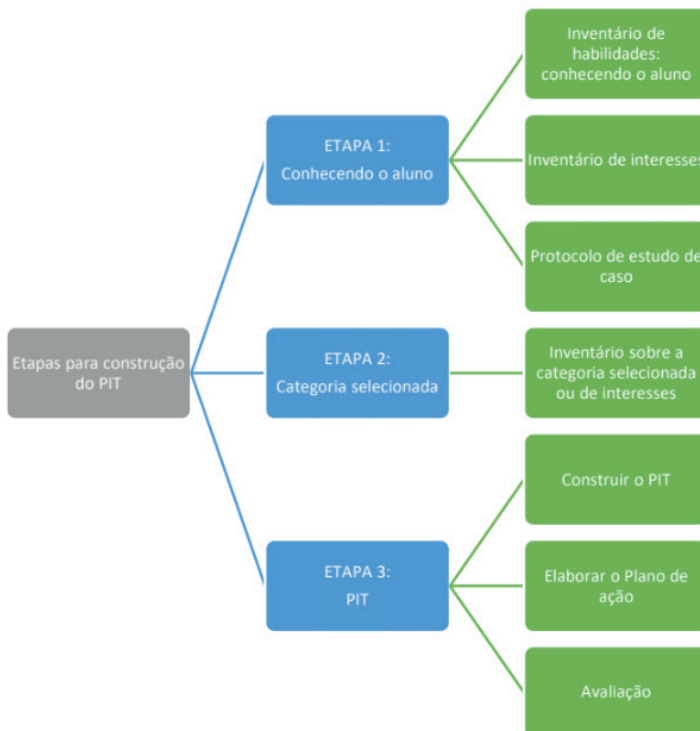 Etapas para construção
do PIT
ETAPA 1:
Conhecendo o aluno
Inventário de
habilidades:
conhecendo o aluno
Inventário de interesses
Protocolo de estudo de
caso
ETAPA 2:
Categoria selecionada
Inventário sobre a
categoria selecionada
ou de interesses
ETAPA 3:
PIT
Construir o PIT
Elaborar o Plano de
ação
Avaliação